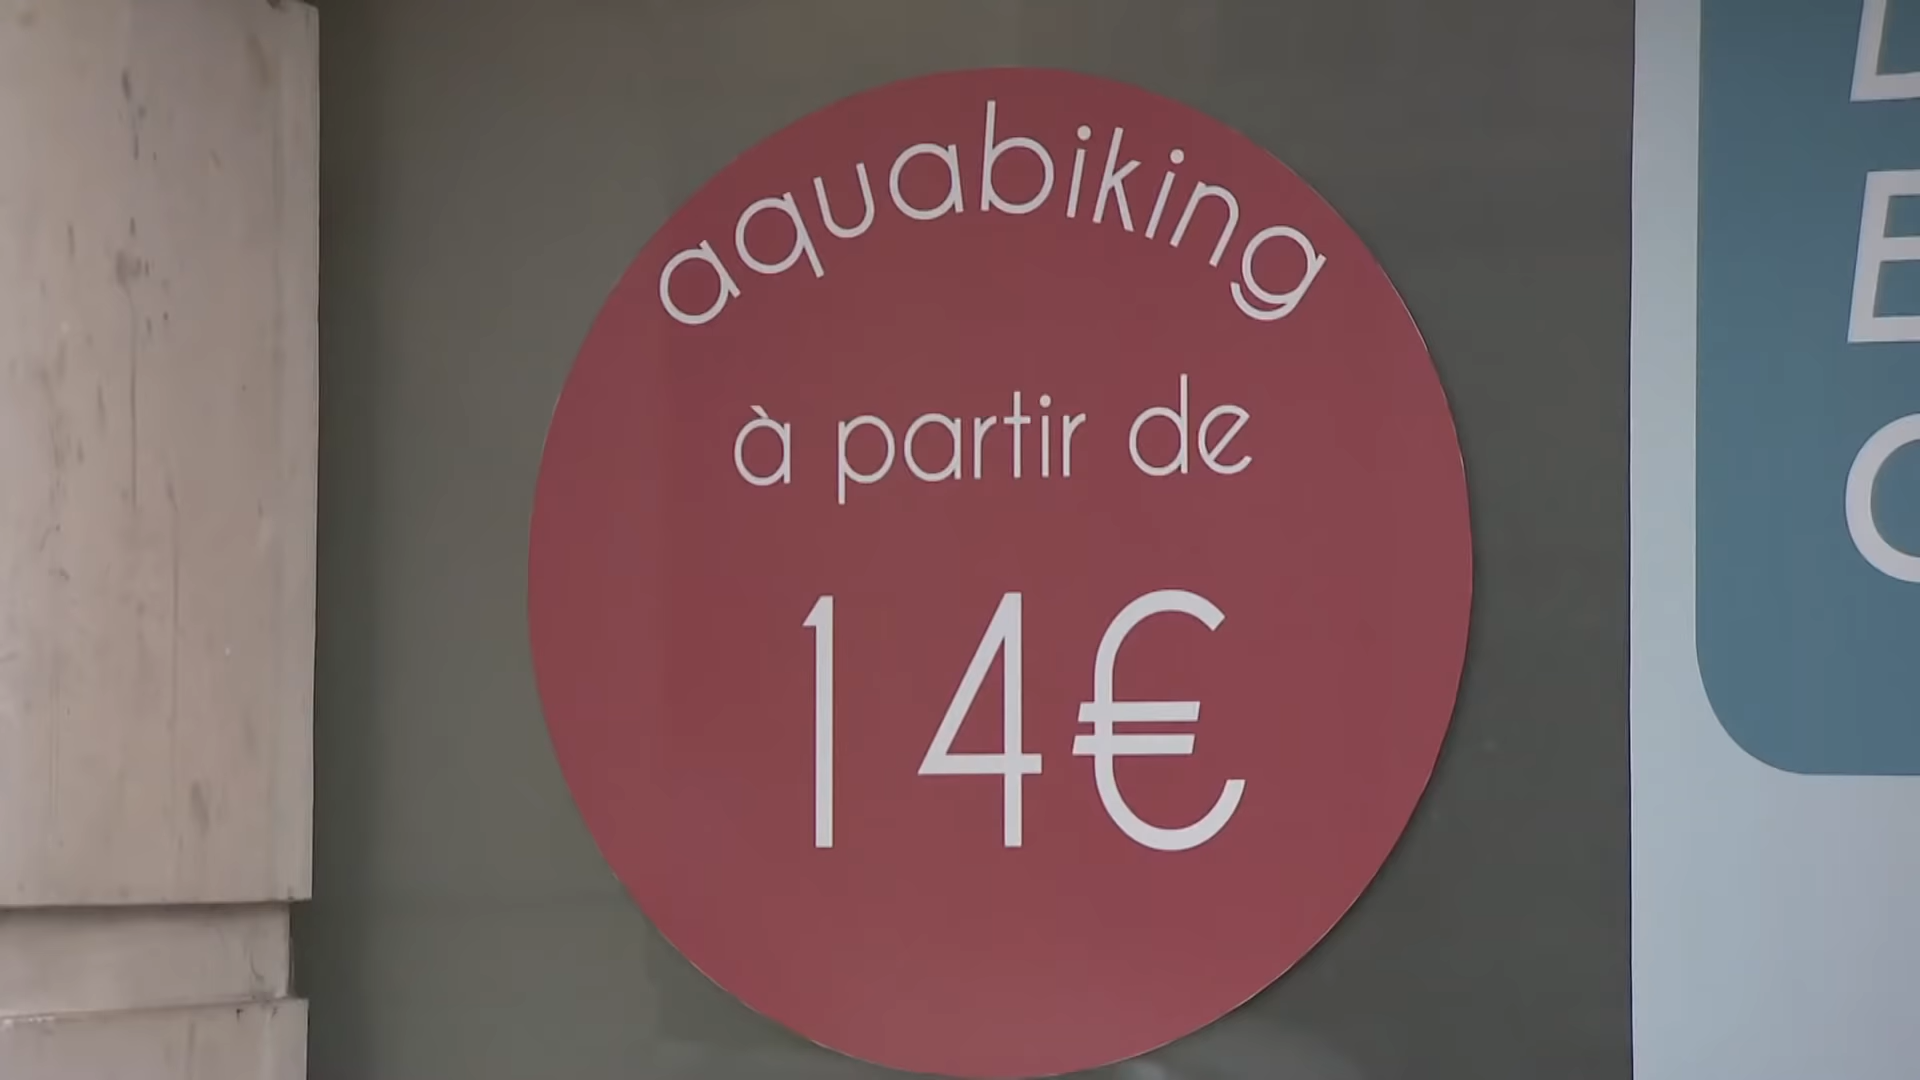 aquabiking
à partir de
14€